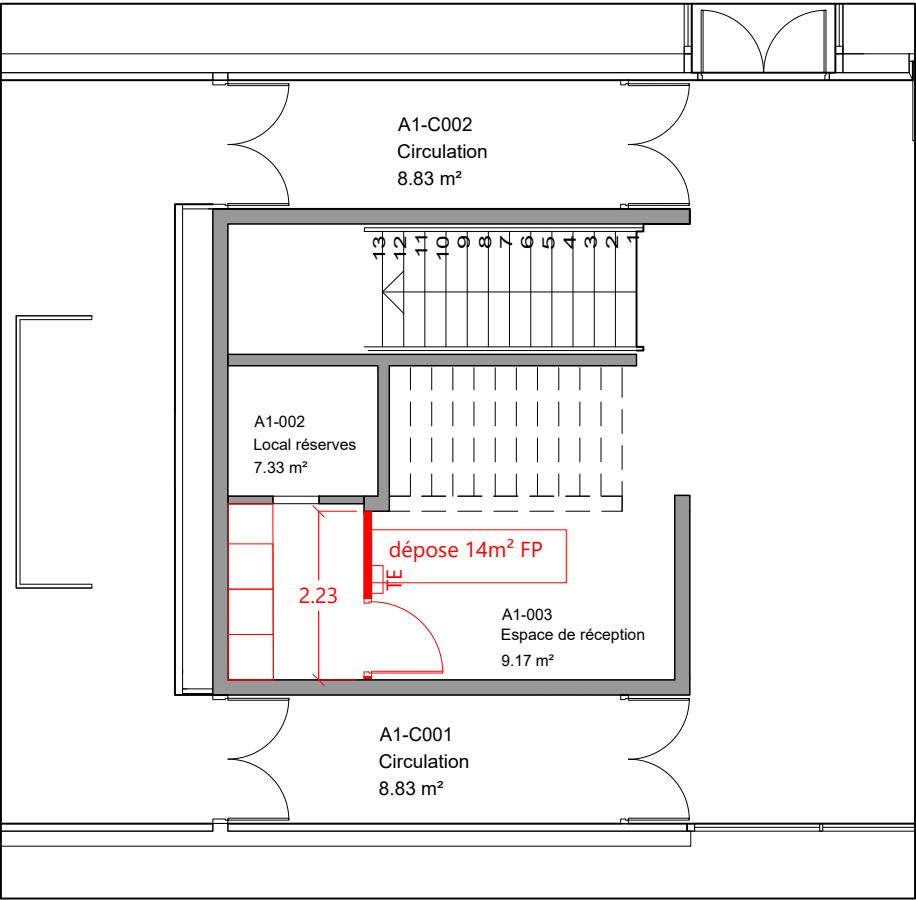 A1-C002
Circulation
8.83 m²
13 12 11 10 9 8 7 6 5 4 3 2 1
A1-002
Local réserves
7.33 m²
dépose 14m² FP
TE
2.23
A1-003
Espace de réception
9.17 m²
A1-C001
Circulation
8.83 m²